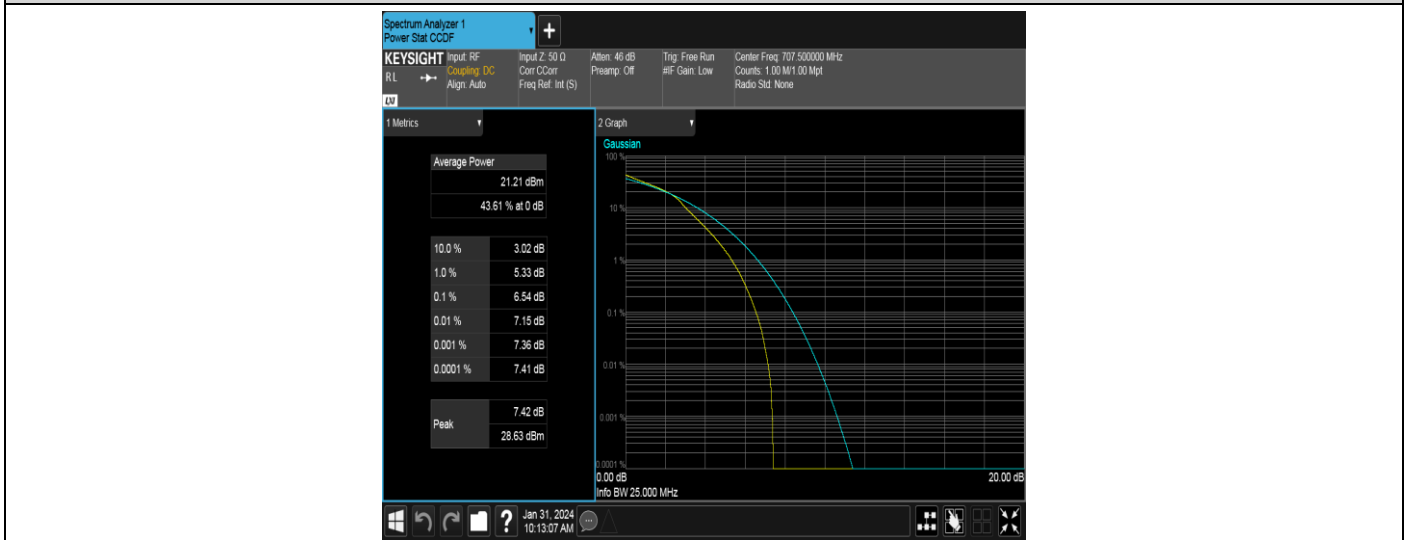 Spectrum Analyzer 1
Power Stat CCDF
+
KEYSIGHT
RL
LXI
Input: RF
Coupling: DC
Align: Auto
Input Z: 50 Ω
Corr CCorr
Freq Ref: Int (S)
Atten: 46 dB
Preamp: Off
Trig: Free Run
#IF Gain: Low
Center Freq: 707.500000 MHz
Counts: 1.00 M/1.00 Mpt
Radio Std: None
1 Metrics
Average Power
21.21 dBm
43.61 % at 0 dB
10.0 % 3.02 dB
1.0 % 5.33 dB
0.1 % 6.54 dB
0.01 % 7.15 dB
0.001 % 7.36 dB
0.0001 % 7.41 dB
Peak
7.42 dB
28.63 dBm
2 Graph
Gaussian
100 %
10 %
1 %
0.1 %
0.01 %
0.001 %
0.0001 %
0.00 dB 20.00 dB
Info BW 25.000 MHz
?
Jan 31, 2024
10:13:07 AM